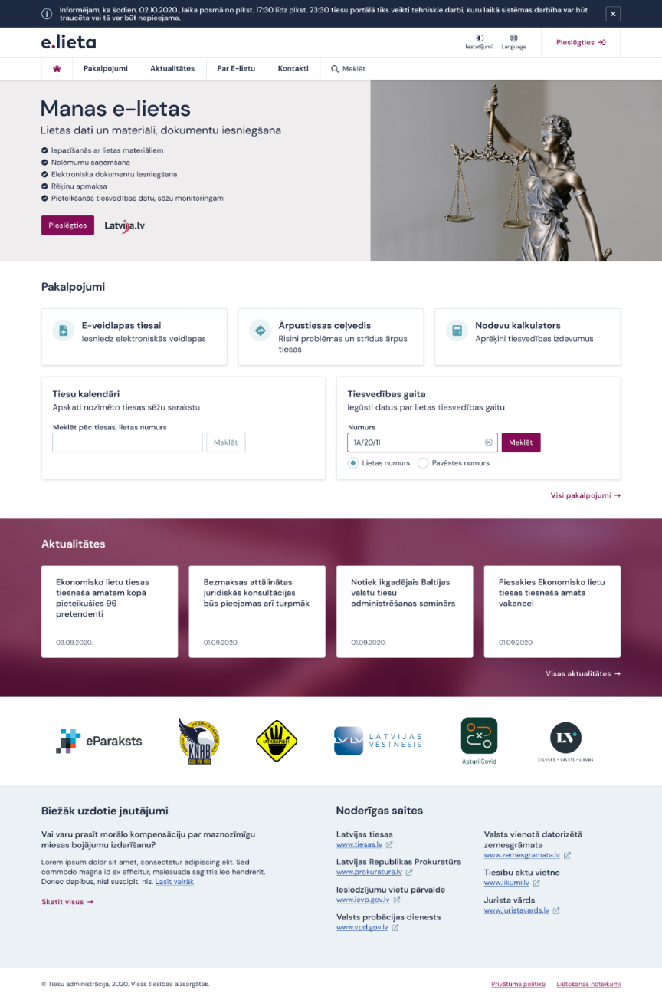 Informējam, ka šodien, 02.10.2020., laika posmā no plkst. 17:30 līdz plkst. 23:30 tiesu portālā tiks veikti tehniskie darbi, kuru laikā sistēmas darbība var būt
traucēta vai tā var būt nepieejama.
e.lieta
Iestatījumi
Language
Pieslēgties
Pakalpojumi
Aktualitātes
Par E-lietu
Kontakti
Meklēt
Manas e-lietas
Lietas dati un materiāli, dokumentu iesniegšana
Iepazīšanās ar lietas materiāliem
Nolēmumu saņemšana
Elektroniska dokumentu iesniegšana
Rēķinu apmaksa
Pieteikšanās tiesvedības datu, sēžu monitoringam
Pieslēgties
Latvija.lv
Pakalpojumi
E-veidlapas tiesai
Iesniedz elektroniskās veidlapas
Ārpustiesas ceļvedis
Risini problēmas un strīdus ārpus
tiesas
Nodevu kalkulators
Aprēķini tiesvedības izdevumus
Tiesu kalendāri
Apskati nozīmēto tiesas sēžu sarakstu
Meklēt pēc tiesas, lietas numurs
Meklēt
Tiesvedības gaita
Iegūsti datus par lietas tiesvedības gaitu
Numurs
1A/20/11
Meklēt
Lietas numurs
Pavēstes numurs
Visi pakalpojumi →
Aktualitātes
Ekonomisko lietu tiesas
tiesneša amatam kopā
pieteikušies 96
pretendenti
03.09.2020.
Bezmaksas attālinātas
juridiskās konsultācijas
būs pieejamas arī turpmāk
01.09.2020.
Notiek ikgadējais Baltijas
valstu tiesu
administrēšanas seminārs
01.09.2020.
Piesakies Ekonomisko lietu
tiesas tiesneša amata
vakancei
01.09.2020.
Visas aktualitātes →
eParaksts
KNAB
ATKRĀPIES!
LV LV
LATVIJAS
VĒSTNESIS
Apturi Covid
LV
CILVĒKS • VALSTS • LIKUMS
Biežāk uzdotie jautājumi
Vai varu prasīt morālo kompensāciju par maznozīmīgu
miesas bojājumu izdarīšanu?
Lorem ipsum dolor sit amet, consectetur adipiscing elit. Sed
commodo magna id ex efficitur, malesuada sagittis leo hendrerit.
Donec dapibus, nisl suscipit, nis. Lasīt vairāk
Skatīt visus →
Noderīgas saites
Latvijas tiesas
www.tiesas.lv
Latvijas Republikas Prokuratūra
www.prokuratura.lv
Ieslodzījumu vietu pārvalde
www.ievp.gov.lv
Valsts probācijas dienests
www.vpd.gov.lv
Valsts vienotā datorizētā
zemesgrāmata
www.zemesgramata.lv
Tiesību aktu vietne
www.likumi.lv
Jurista vārds
www.juristavards.lv
© Tiesu administrācija, 2020. Visas tiesības aizsargātas.
Privātuma politika
Lietošanas noteikumi